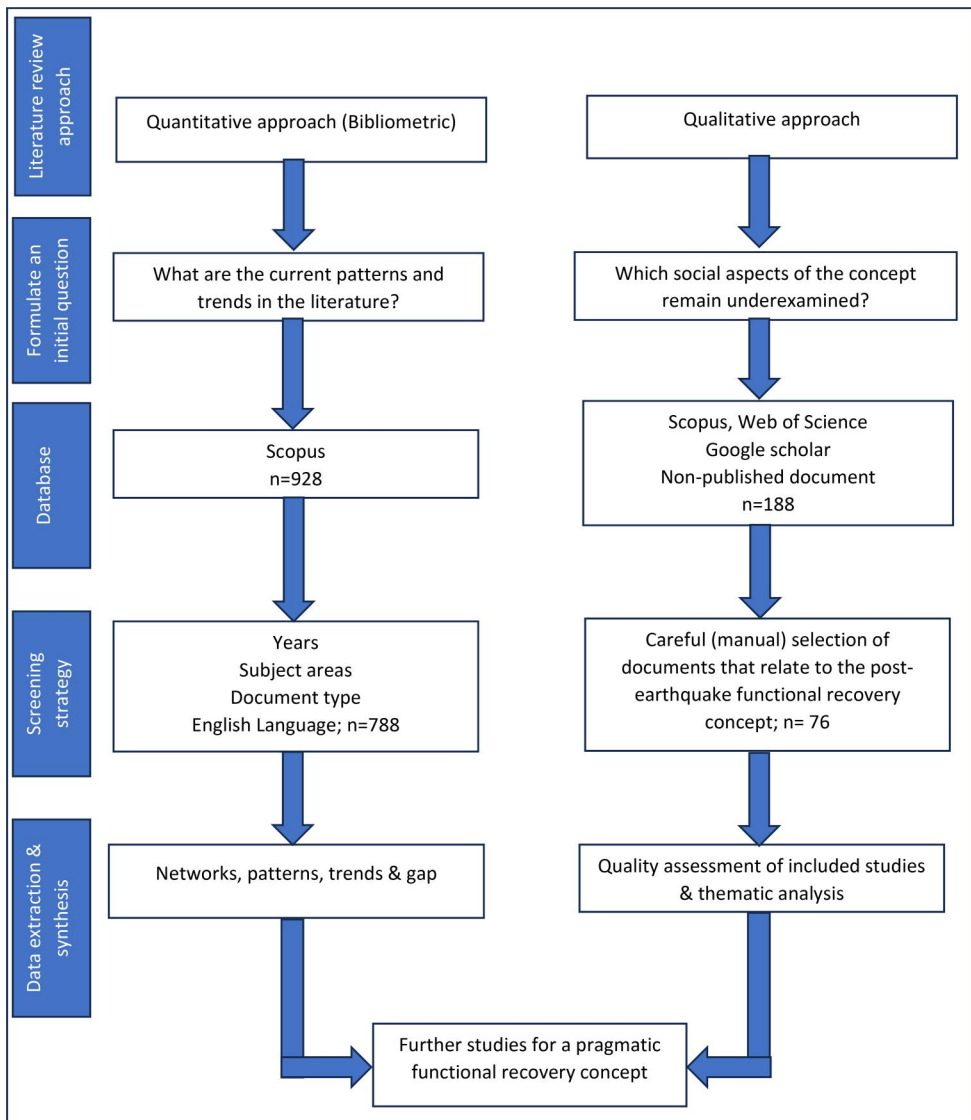 Literature review
approach
Quantitative approach (Bibliometric)
Qualitative approach
Formulate an
initial question
What are the current patterns and
trends in the literature?
Which social aspects of the concept
remain underexamined?
Database
Scopus
n=928
Scopus, Web of Science
Google scholar
Non-published document
n=188
Screening
strategy
Years
Subject areas
Document type
English Language; n=788
Careful (manual) selection of
documents that relate to the post-
earthquake functional recovery
concept; n= 76
Data extraction &
synthesis
Networks, patterns, trends & gap
Quality assessment of included studies
& thematic analysis
Further studies for a pragmatic
functional recovery concept